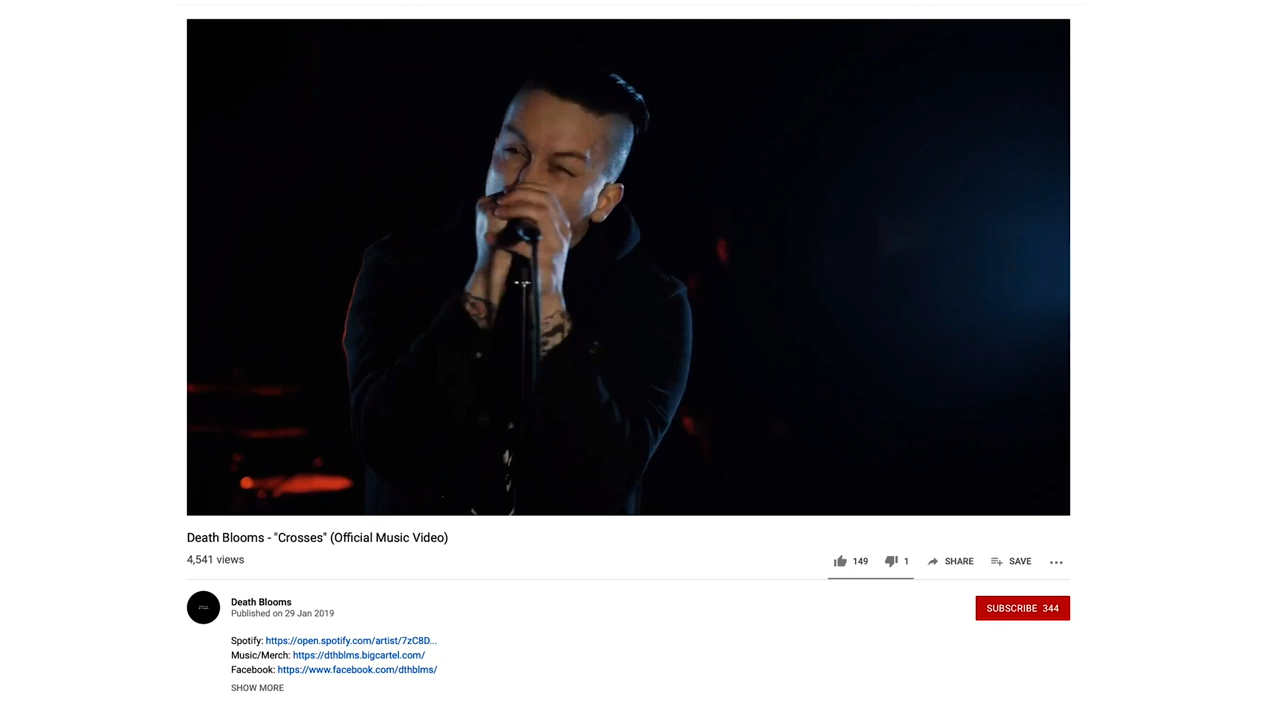 Death Blooms - "Crosses" (Official Music Video)
4,541 views
149 1 SHARE SAVE
Death Blooms
Published on 29 Jan 2019
SUBSCRIBE 344
Spotify: https://open.spotify.com/artist/7zC8D...
Music/Merch: https://dthblms.bigcartel.com/
Facebook: https://www.facebook.com/dthblms/
SHOW MORE